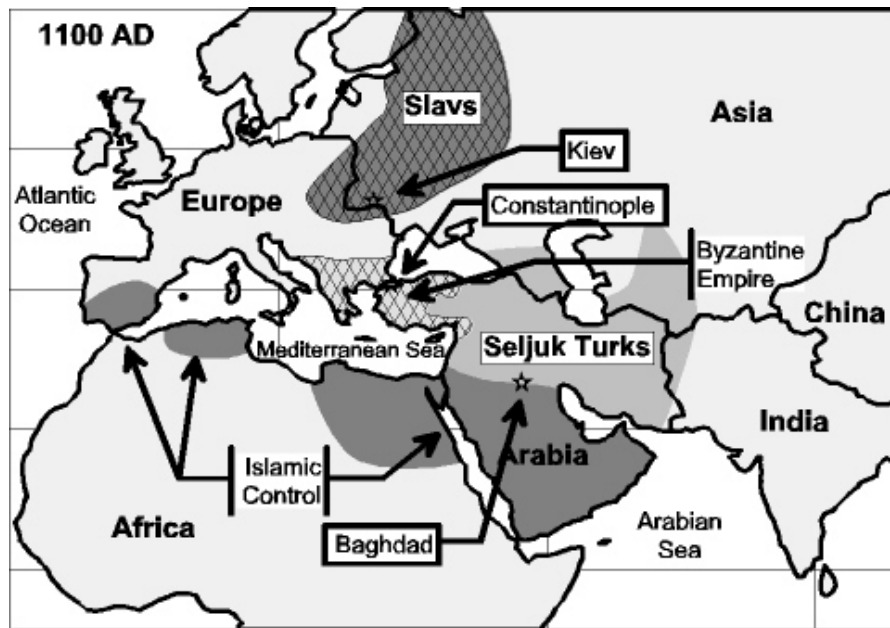 1100 AD
Slavs
Asia
Kiev
Atlantic
Ocean
Europe
Constantinople
Byzantine
Empire
China
Mediterranean Sea
Seljuk Turks
India
Islamic
Control
Arabia
Africa
Baghdad
Arabian
Sea